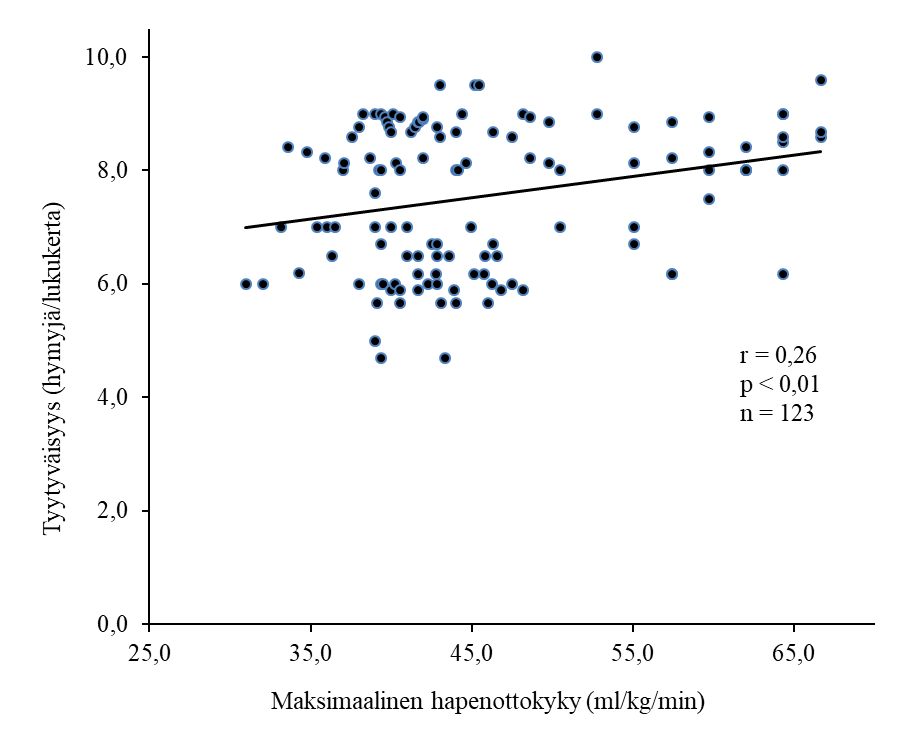 10,0
8,0
6,0
4,0
2,0
0,0
Tyytyväisyys (hymyjä/lukukerta)
r = 0,26
p < 0,01
n = 123
25,0 35,0 45,0 55,0 65,0
Maksimaalinen hapenottokyky (ml/kg/min)